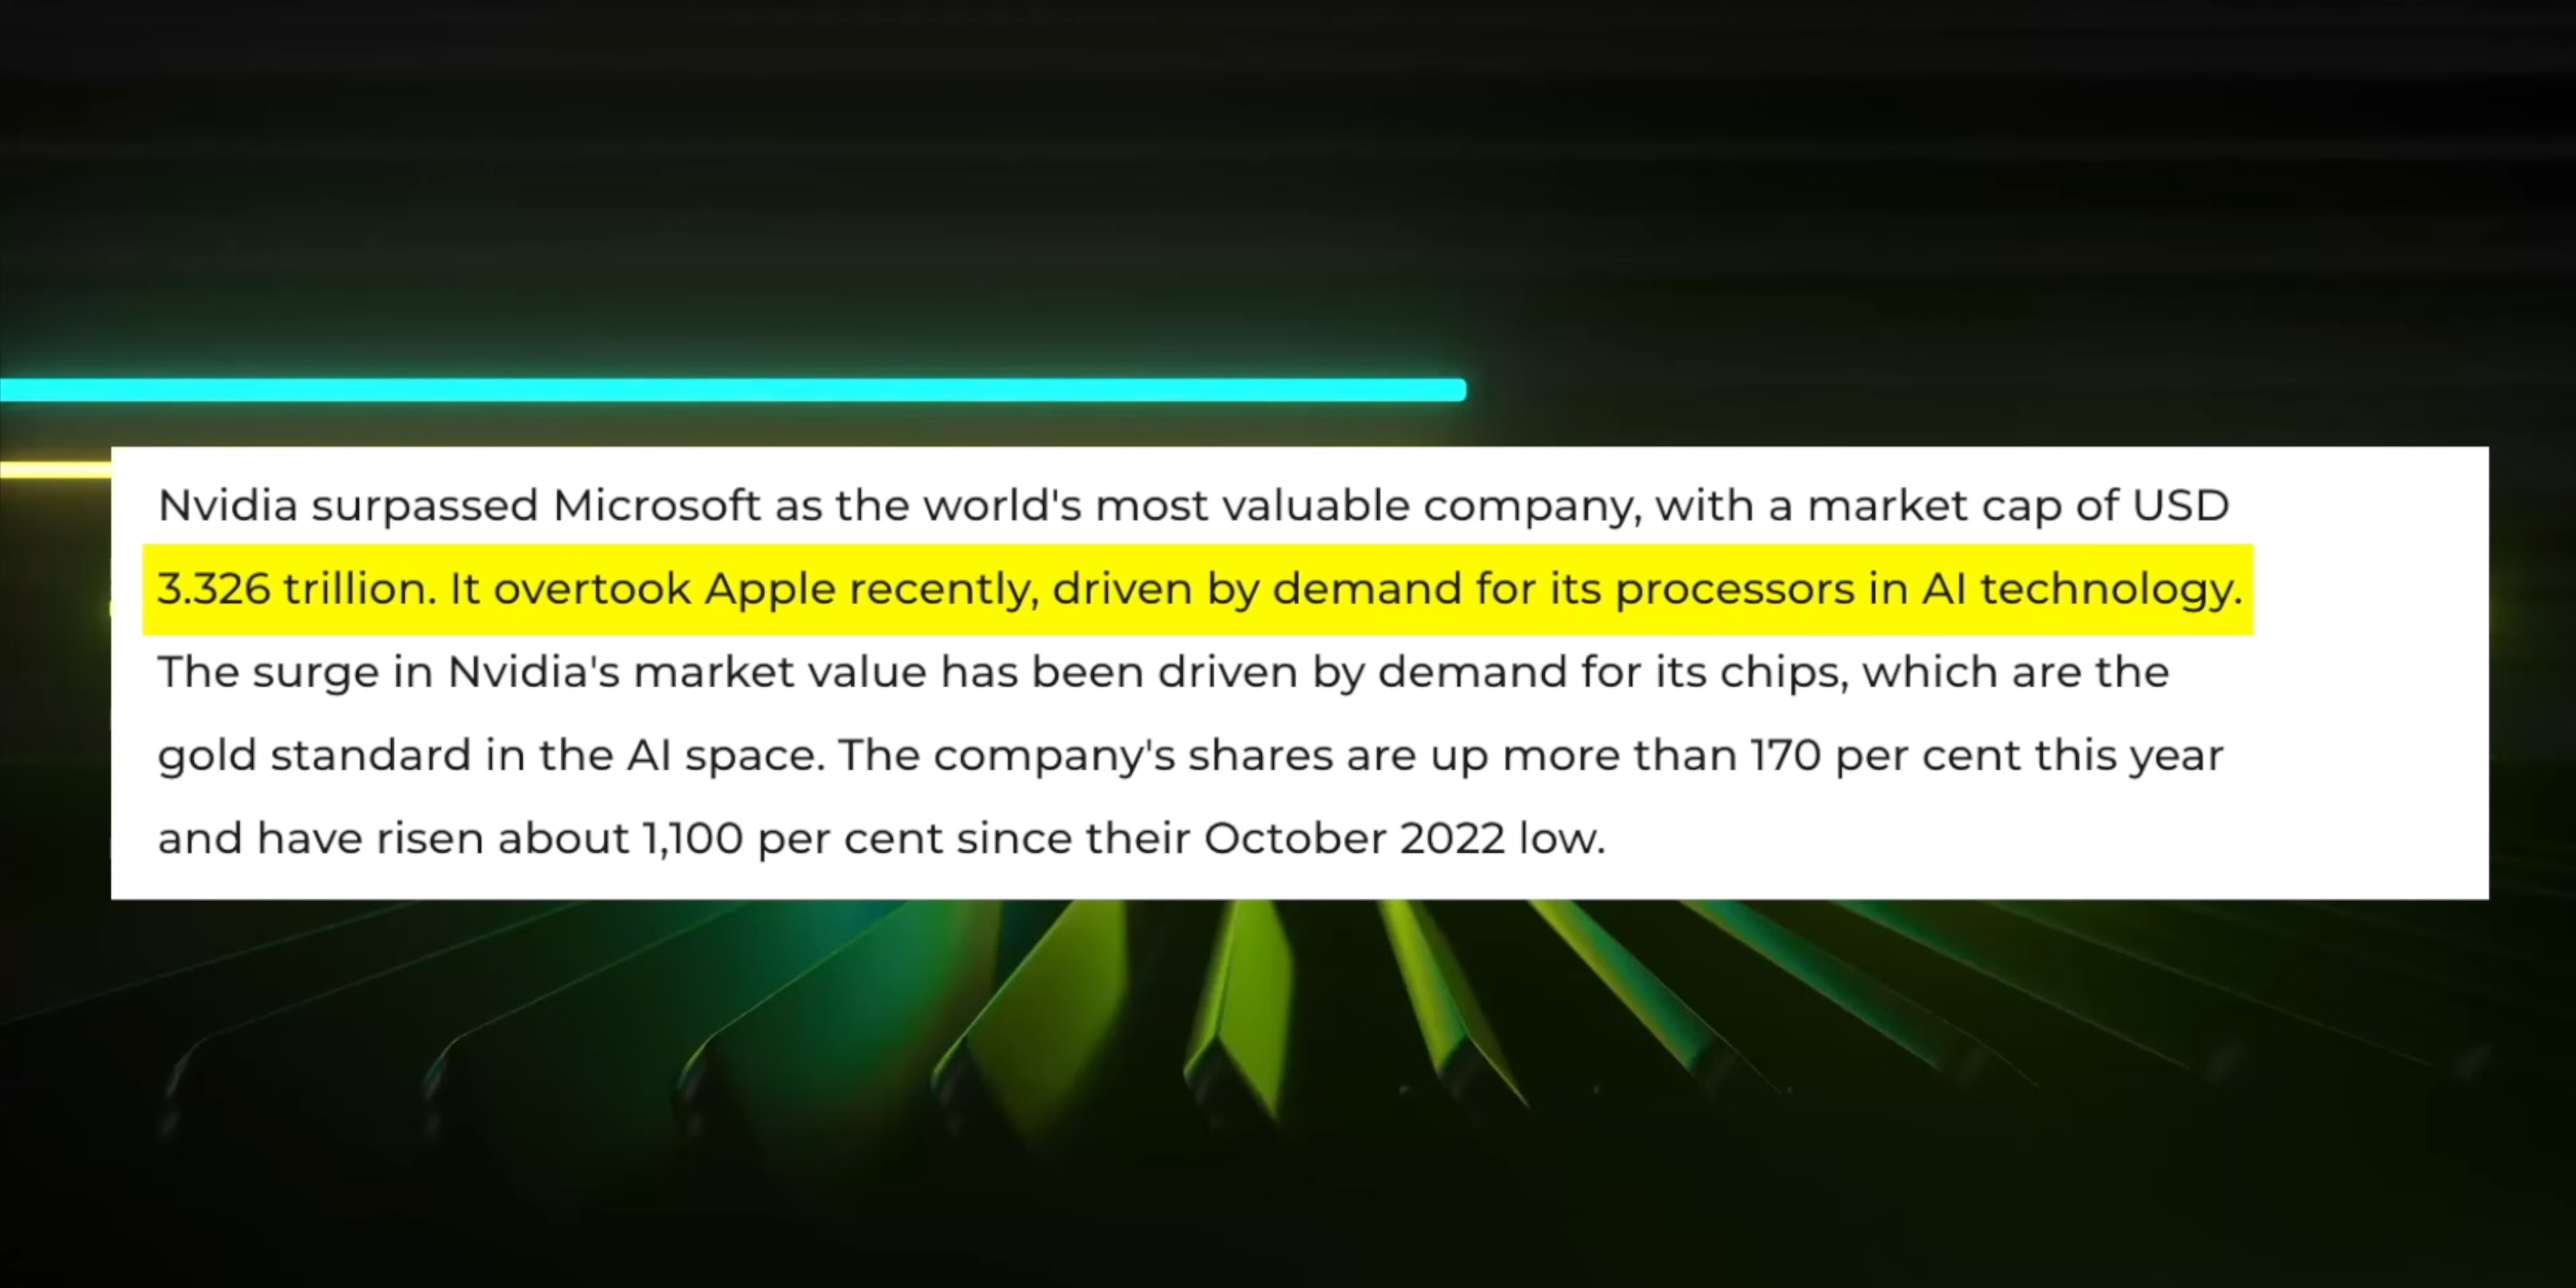 Nvidia surpassed Microsoft as the world's most valuable company, with a market cap of USD
3.326 trillion. It overtook Apple recently, driven by demand for its processors in AI technology.
The surge in Nvidia's market value has been driven by demand for its chips, which are the
gold standard in the AI space. The company's shares are up more than 170 per cent this year
and have risen about 1,100 per cent since their October 2022 low.